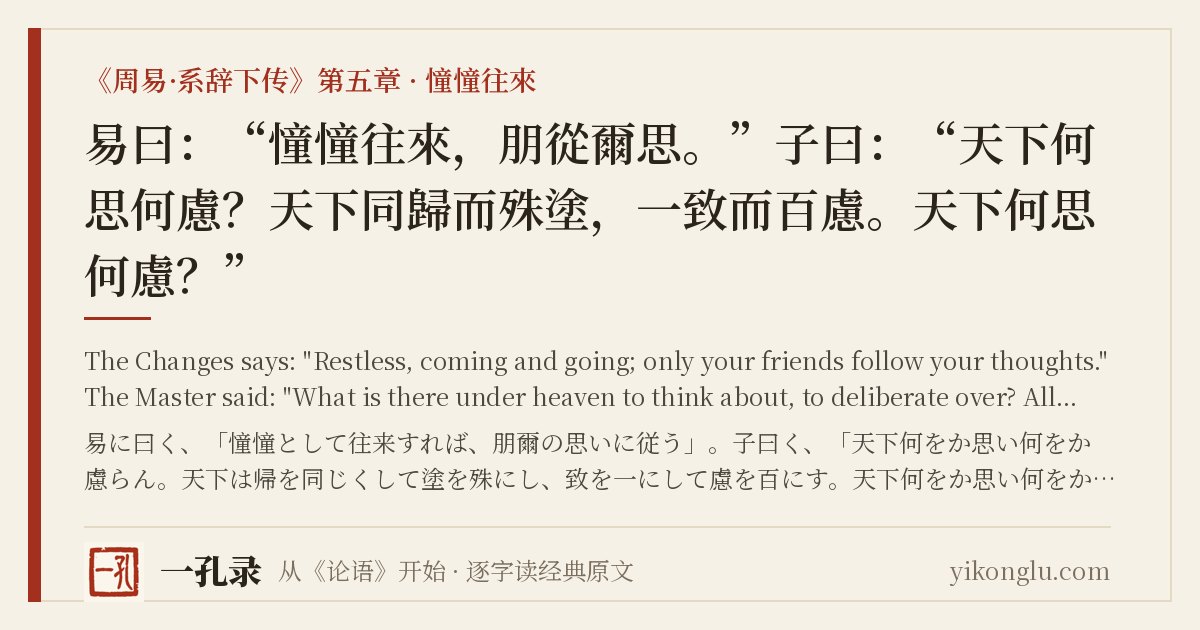 《周易·系辞下传》第五章 · 憧憧往來
易曰：“憧憧往來，朋從爾思。”子曰：“天下何
思何慮？天下同歸而殊塗，一致而百慮。天下何思
何慮？”
The Changes says: "Restless, coming and going; only your friends follow your thoughts."
The Master said: "What is there under heaven to think about, to deliberate over? All...
易に曰く、「憧憧として往来すれば、朋爾の思いに従う」。子曰く、「天下何をか思い何をか
慮らん。天下は帰を同じくして塗を殊にし、致を一にして慮を百にす。天下何をか思い何をか…
一孔
一孔录 从《论语》开始 · 逐字读经典原文 yikonglu.com